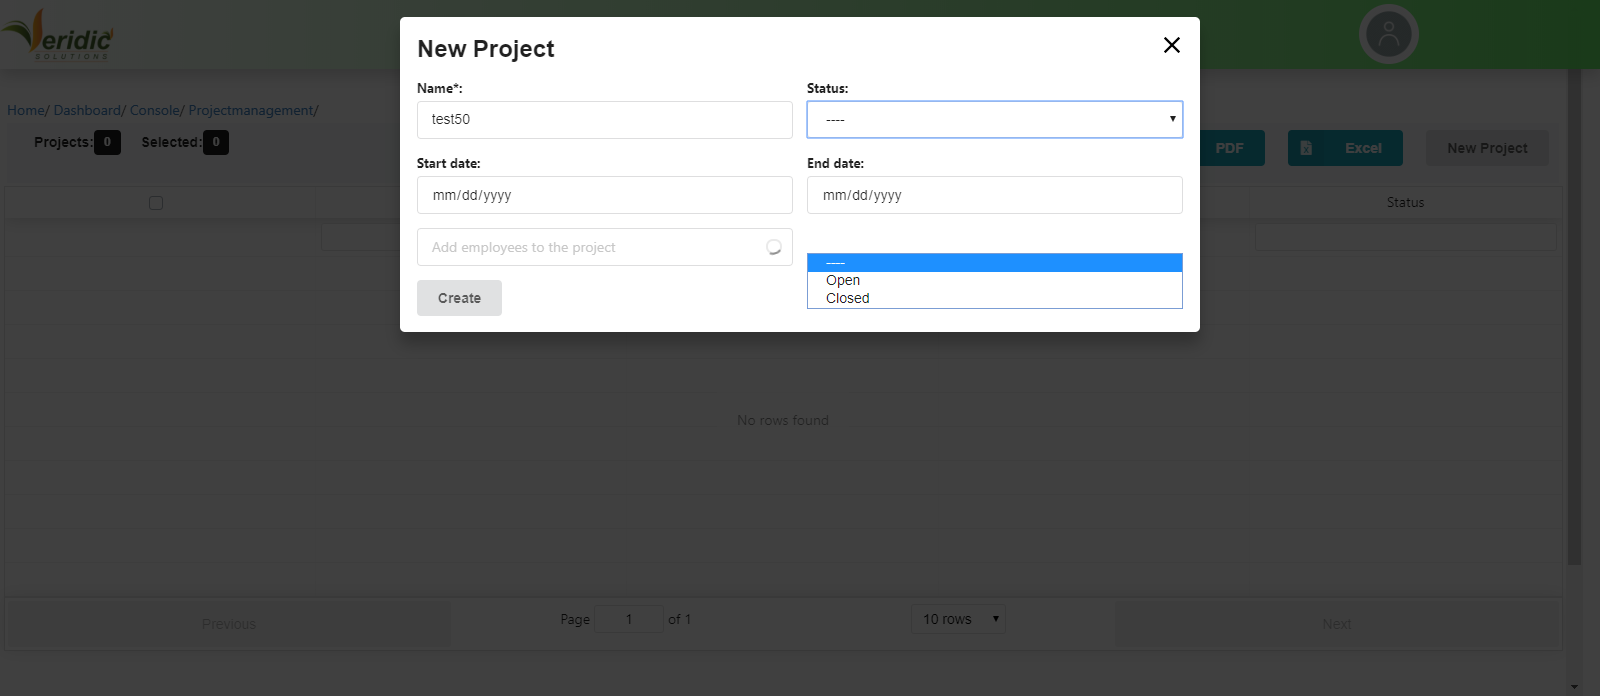 Veridic
SOLUTIONS
New Project
Name*:
Status:
test50
----
Home/ Dashboard/ Console/ Projectmanagement/
Projects: 0 Selected: 0
PDF
Excel
New Project
Start date:
End date:
mm/dd/yyyy
mm/dd/yyyy
Status
Add employees to the project
----
Open
Closed
Create
No rows found
Previous
Page 1 of 1
10 rows
Next